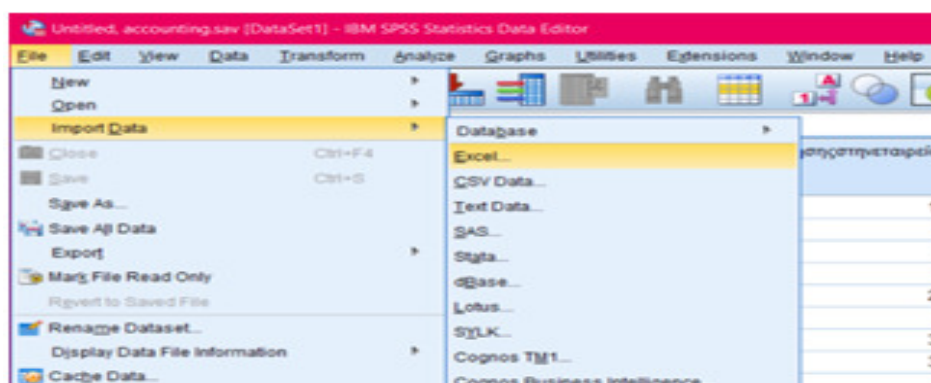 Untitled, accounting.sav [DataSet1] - IBM SPSS Statistics Data Editor
File Edit View Data Transform Analyze Graphs Utilities Extensions Window Help
New
Open
Import Data
Close Ctrl+F4
Save Ctrl+S
Save As...
Save All Data
Export
Mark File Read Only
Revert to Saved File
Rename Dataset...
Display Data File Information
Cache Data...
Database
Excel...
CSV Data...
Text Data...
SAS...
Stata...
dBase...
Lotus...
SYLK...
Cognos TM1...
Cognos Business Intelligence